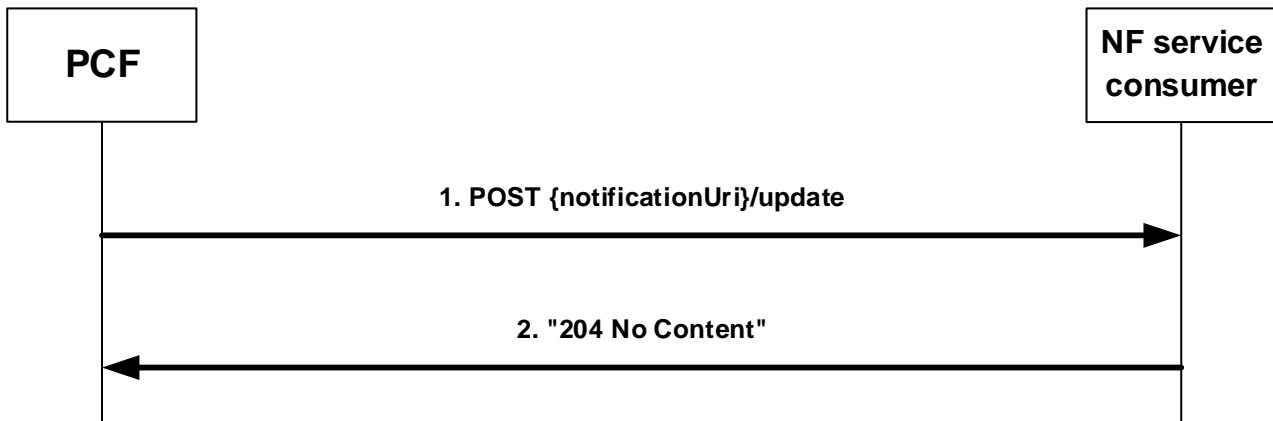 PCF
NF service
consumer
1. POST {notificationUri}/update
2. "204 No Content"